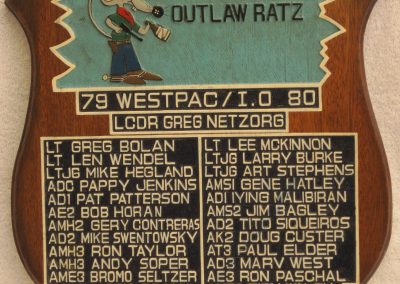 OUTLAW RATZ
79 WESTPAC/I.O 80
LCDR GREG NETZORG
LT GREG BOLAN
LT LEN WENDEL
LTJG MIKE HEGLAND
ADC PAPPY JENKINS
AD1 PAT PATTERSON
AE2 BOB HORAN
AMH2 GERY CONTRERAS
AD2 MIKE SWENTOWSKY
AMH3 RON TAYLOR
AMH3 ANDY SOPER
AME3 BROMO SELTZER
LT LEE MCKINNON
LTJG LARRY BURKE
LTJG ART STEPHENS
AMS1 GENE HATLEY
AD1 IYING MALIBIRAN
AMS2 JIM BAGLEY
AD2 TITO SIQUEIROS
AK2 DOUG CUSTER
AT3 PAUL ELDER
AD3 MARV WEST
AE3 RON PASCHAL